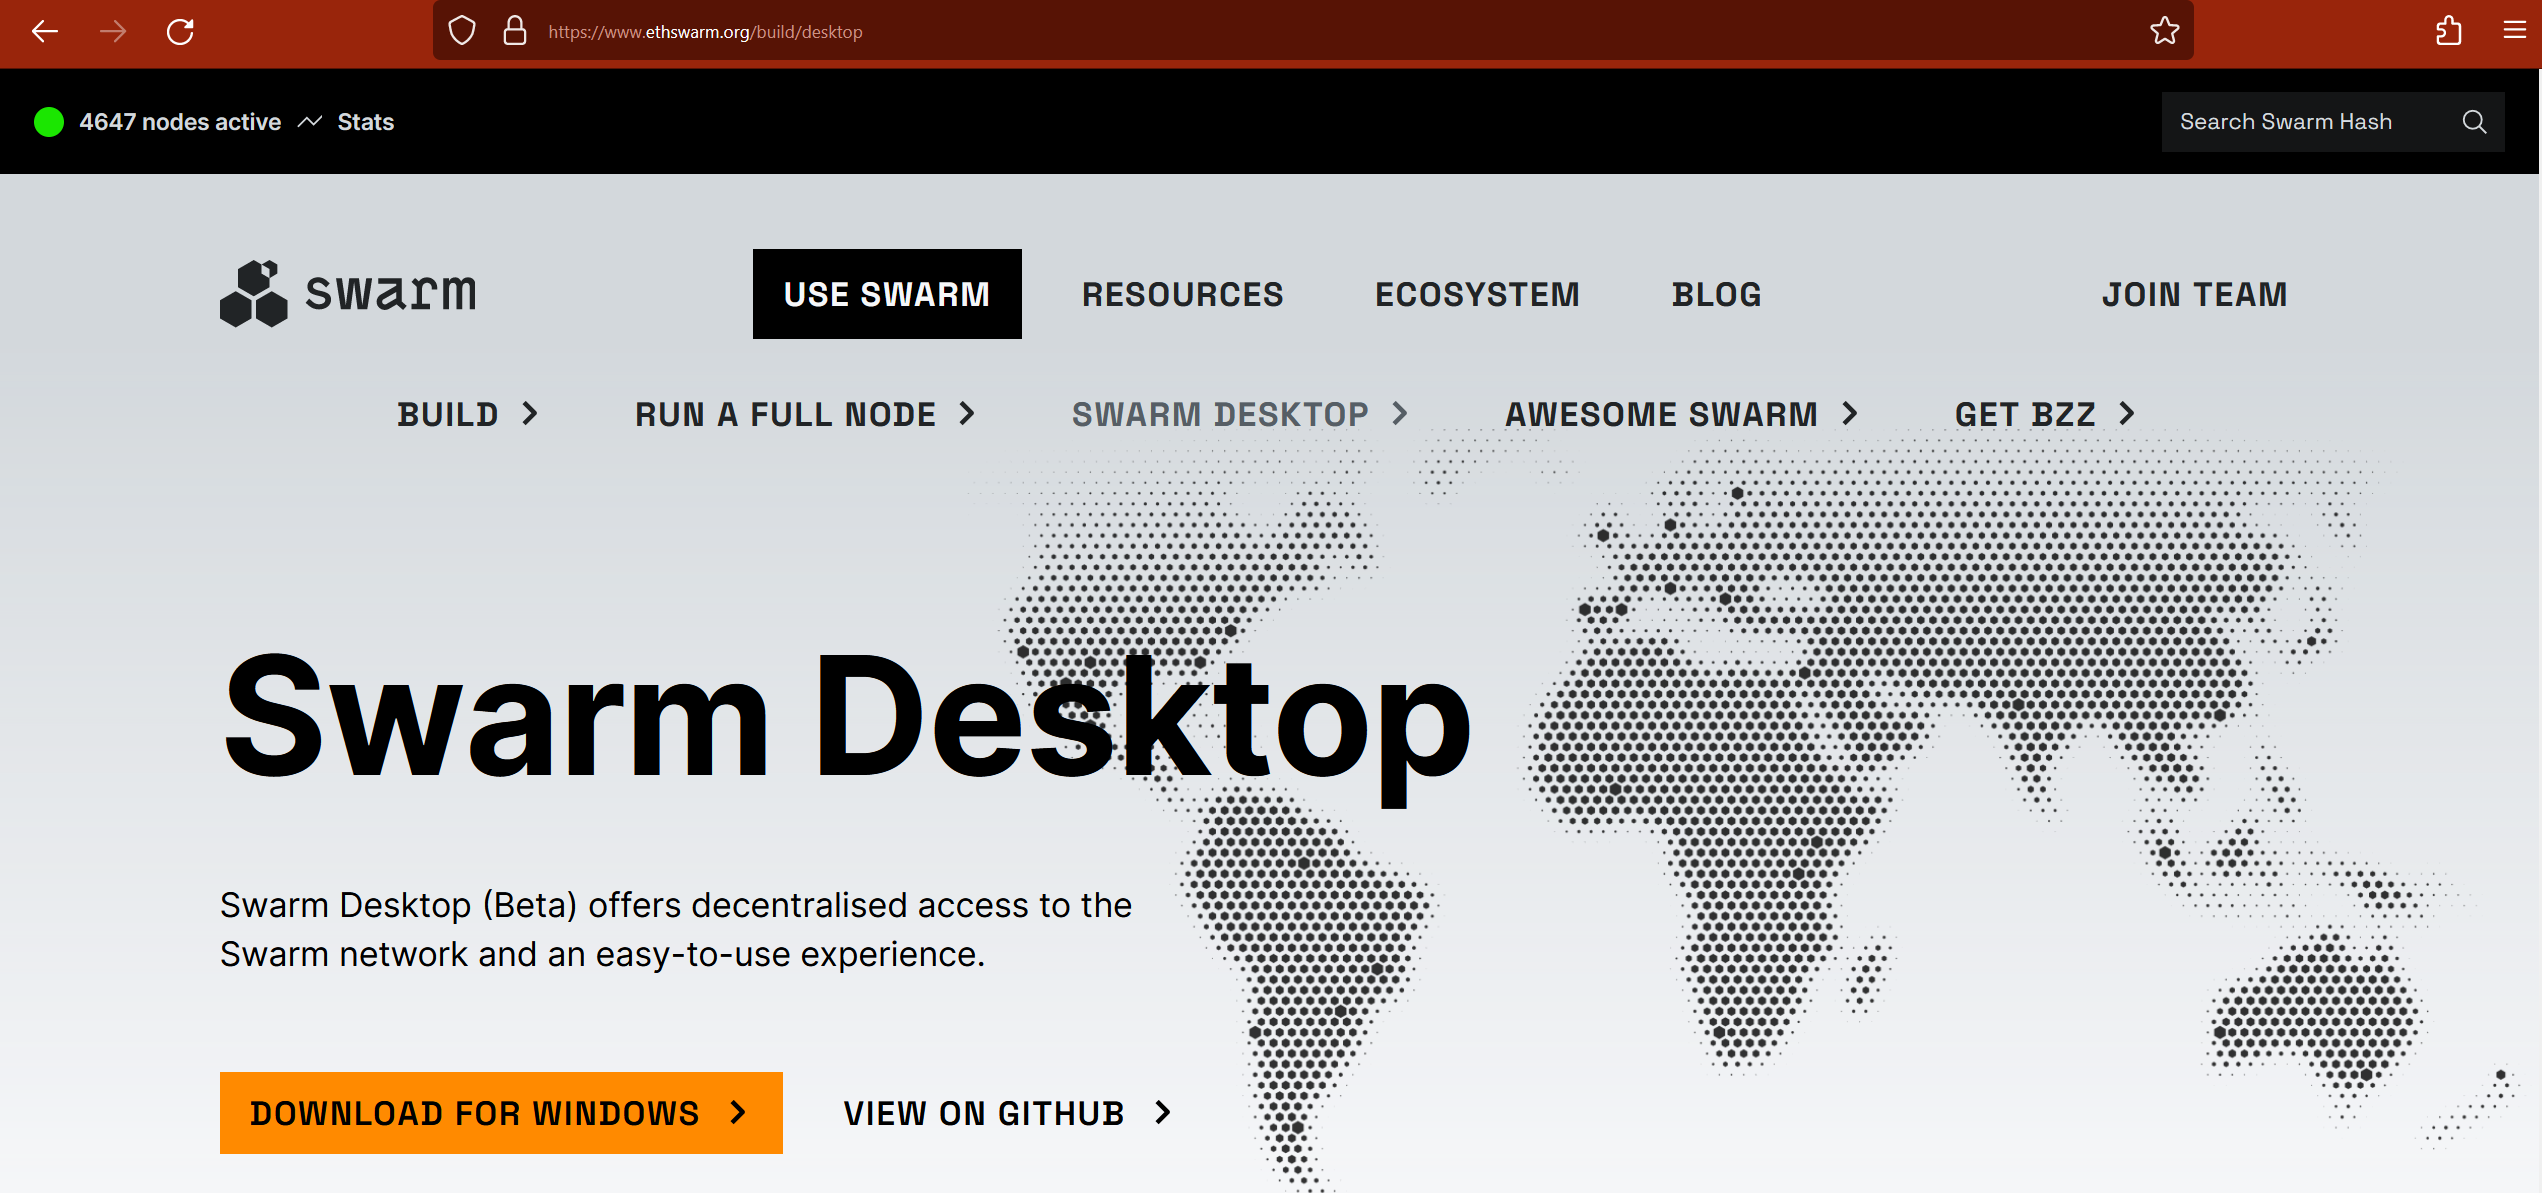 https://www.ethswarm.org/build/desktop
4647 nodes active Stats
Search Swarm Hash
swarm
USE SWARM RESOURCES ECOSYSTEM BLOG JOIN TEAM
BUILD RUN A FULL NODE SWARM DESKTOP AWESOME SWARM GET BZZ
Swarm Desktop
Swarm Desktop (Beta) offers decentralised access to the
Swarm network and an easy-to-use experience.
DOWNLOAD FOR WINDOWS VIEW ON GITHUB